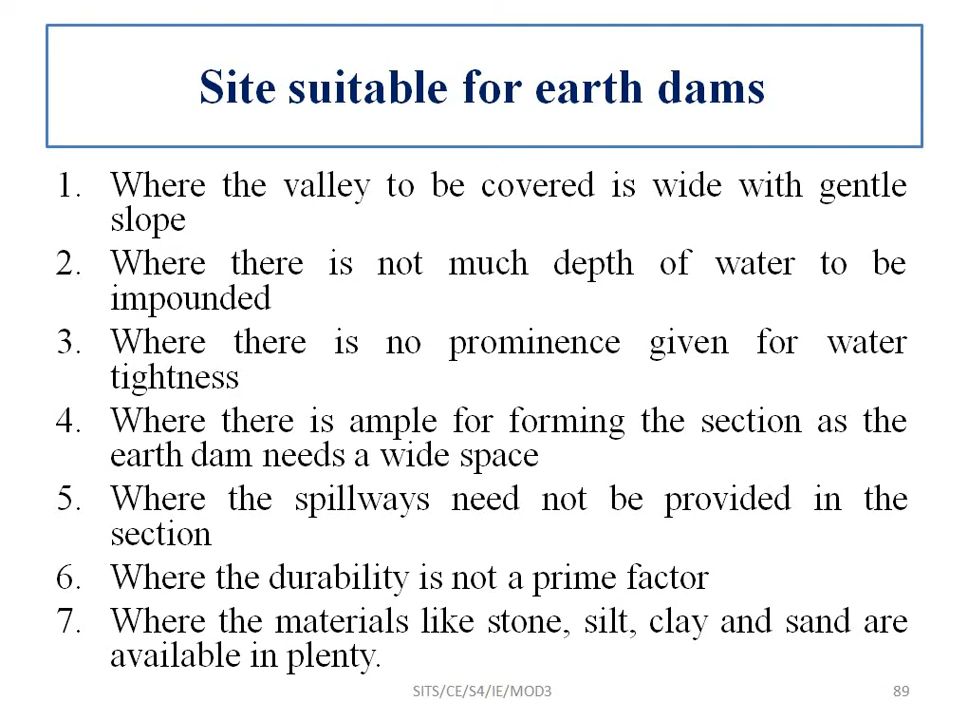 Site suitable for earth dams
1. Where the valley to be covered is wide with gentle
slope
2. Where there is not much depth of water to be
impounded
3. Where there is no prominence given for water
tightness
4. Where there is ample for forming the section as the
earth dam needs a wide space
5. Where the spillways need not be provided in the
section
6. Where the durability is not a prime factor
7. Where the materials like stone, silt, clay and sand are
available in plenty.
SITS/CE/S4/IE/MOD3
89